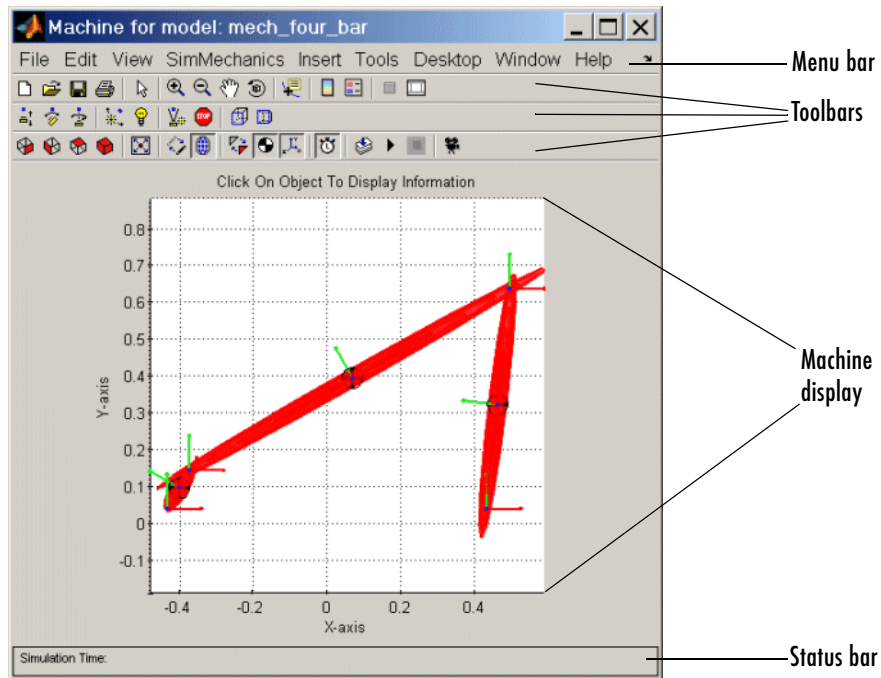 Machine for model: mech_four_bar
File Edit View SimMechanics Insert Tools Desktop Window Help
Menu bar
Toolbars
STOP
Click On Object To Display Information
0.8
0.7
0.6
0.5
0.4
0.3
0.2
0.1
0
-0.1
Y-axis
-0.4 -0.2 0 0.2 0.4
X-axis
Machine
display
Simulation Time:
Status bar